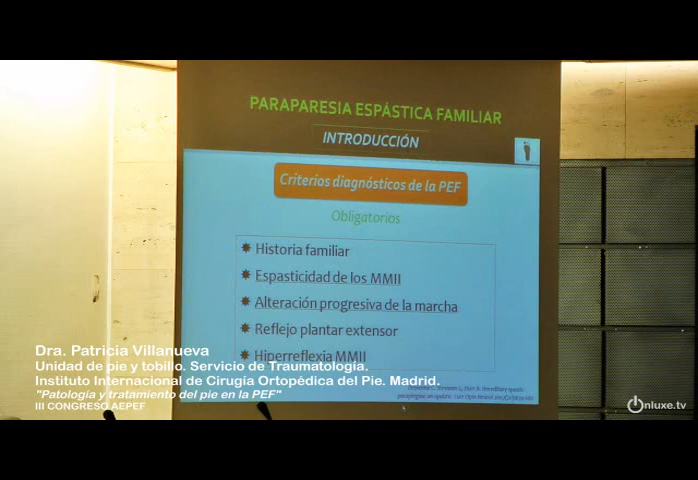 PARAPARESIA ESPÁSTICA FAMILIAR
INTRODUCCIÓN
Criterios diagnósticos de la PEF
Obligatorios
Historia familiar
Espasticidad de los MMII
Alteración progresiva de la marcha
Reflejo plantar extensor
Hiperreflexia MMII
Dra. Patricia Villanueva
Unidad de pie y tobillo. Servicio de Traumatología.
Instituto Internacional de Cirugía Ortopédica del Pie. Madrid.
"Patología y tratamiento del pie en la PEF"
III CONGRESO AEPEF
onluxe.tv